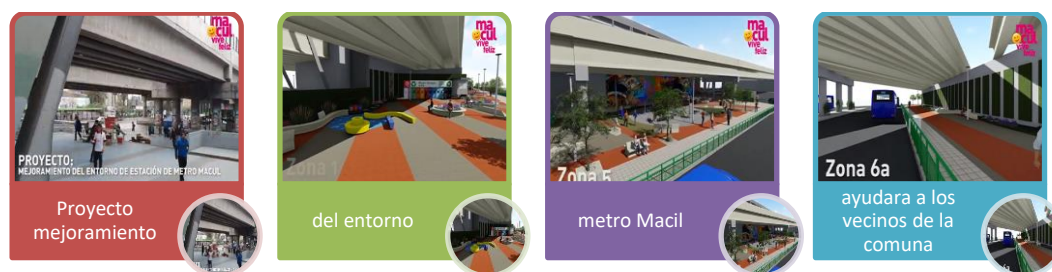 ma
cul
vive
feliz
PROYECTO:
MEJORAMIENTO DEL ENTORNO DE ESTACIÓN DE METRO MACUL
Proyecto
mejoramiento
ma
cul
vive
feliz
Zona 1
del entorno
ma
cul
vive
feliz
Zona 5
metro Macil
ma
cul
vive
feliz
Zona 6a
ayudara a los
vecinos de la
comuna